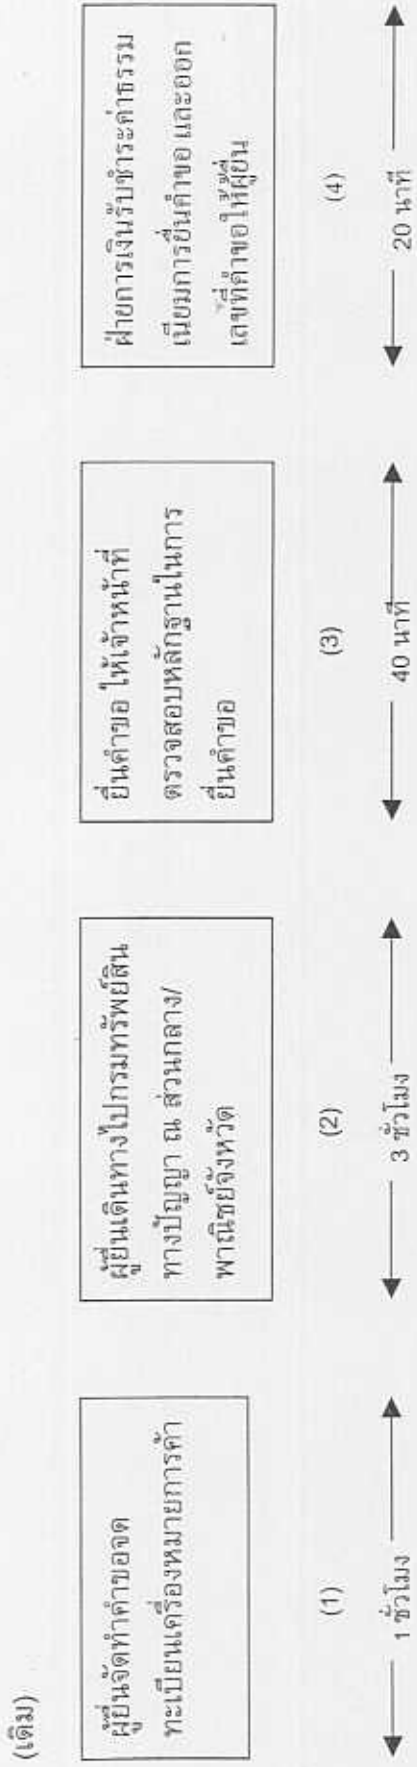 (เดิม)
ผู้ยื่นจัดทำคำขอจด
ทะเบียนเครื่องหมายการค้า
(1)
1 ชั่วโมง
ผู้ยื่นเดินทางไปกรมทรัพย์สิน
ทางปัญญา ณ ส่วนกลาง/
พาณิชย์จังหวัด
(2)
3 ชั่วโมง
ยื่นคำขอ ให้เจ้าหน้าที่
ตรวจสอบหลักฐานในการ
ยื่นคำขอ
(3)
40 นาที
ฝ่ายการเงินรับชำระค่าธรรม
เนียมการยื่นคำขอ และออก
เลขที่คำขอให้ผู้ยื่น
(4)
20 นาที